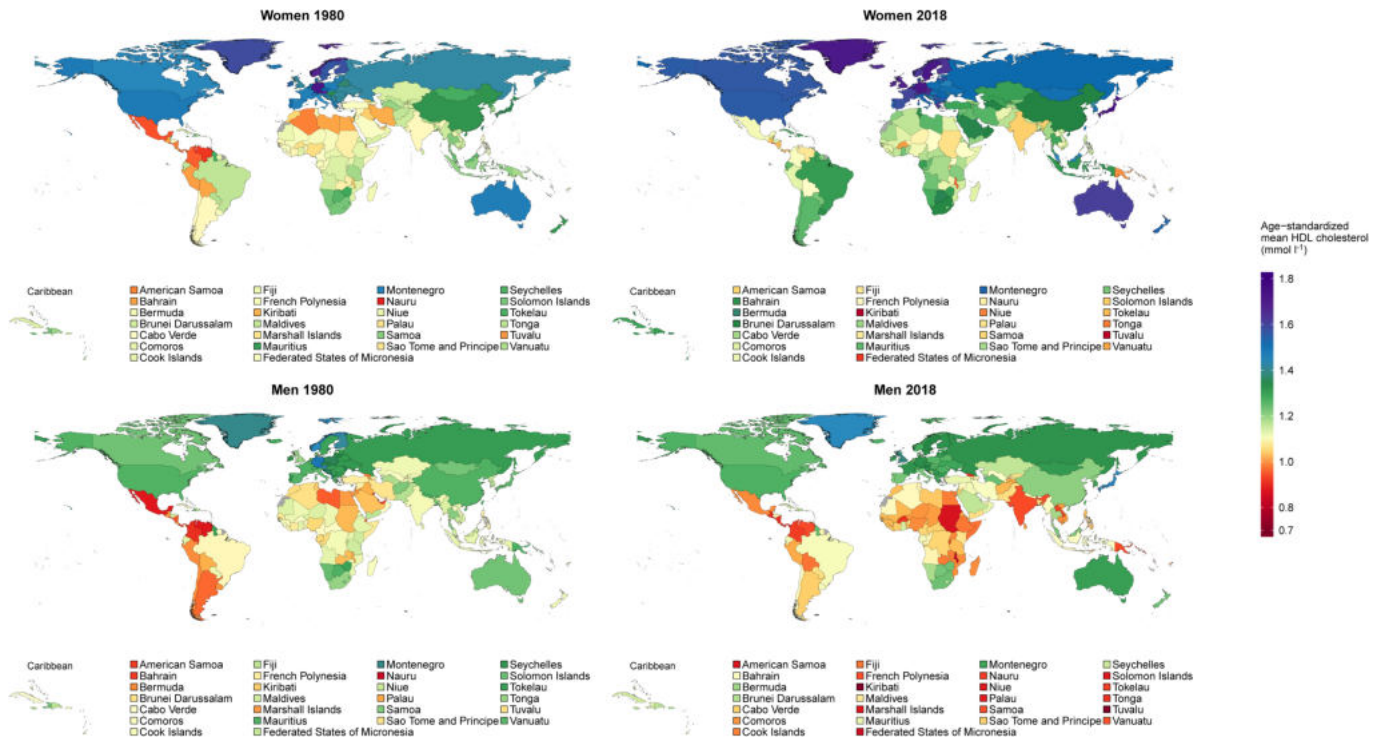 Women 1980
Women 2018
Caribbean
American Samoa Fiji Montenegro Seychelles
Bahrain French Polynesia Nauru Solomon Islands
Bermuda Kiribati Niue Tokelau
Brunei Darussalam Maldives Palau Tonga
Cabo Verde Marshall Islands Samoa Tuvalu
Comoros Mauritius Sao Tome and Principe Vanuatu
Cook Islands Federated States of Micronesia
Caribbean
American Samoa Fiji Montenegro Seychelles
Bahrain French Polynesia Nauru Solomon Islands
Bermuda Kiribati Niue Tokelau
Brunei Darussalam Maldives Palau Tonga
Cabo Verde Marshall Islands Samoa Tuvalu
Comoros Mauritius Sao Tome and Principe Vanuatu
Cook Islands Federated States of Micronesia
Age-standardized
mean HDL cholesterol
(mmol l⁻¹)
1.8
1.6
1.4
1.2
1.0
0.8
0.7
Men 1980
Men 2018
Caribbean
American Samoa Fiji Montenegro Seychelles
Bahrain French Polynesia Nauru Solomon Islands
Bermuda Kiribati Niue Tokelau
Brunei Darussalam Maldives Palau Tonga
Cabo Verde Marshall Islands Samoa Tuvalu
Comoros Mauritius Sao Tome and Principe Vanuatu
Cook Islands Federated States of Micronesia
Caribbean
American Samoa Fiji Montenegro Seychelles
Bahrain French Polynesia Nauru Solomon Islands
Bermuda Kiribati Niue Tokelau
Brunei Darussalam Maldives Palau Tonga
Cabo Verde Marshall Islands Samoa Tuvalu
Comoros Mauritius Sao Tome and Principe Vanuatu
Cook Islands Federated States of Micronesia